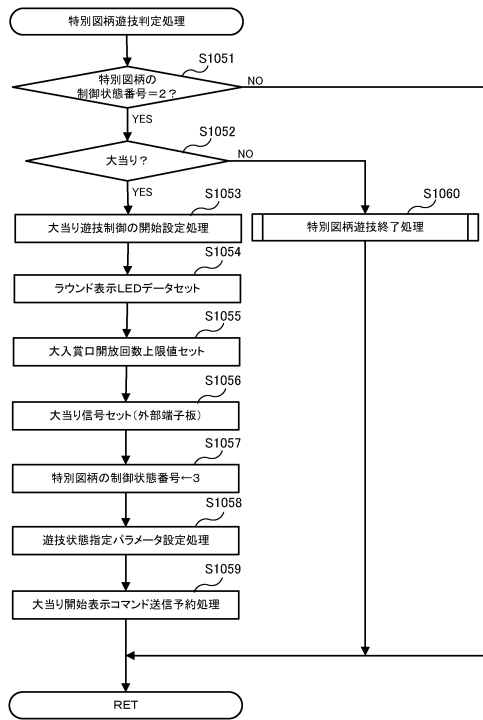 特別図柄遊技判定処理
S1051
特別図柄の
制御状態番号＝2？
NO
YES
S1052
大当り？
NO
YES
S1053
大当り遊技制御の開始設定処理
S1060
特別図柄遊技終了処理
S1054
ラウンド表示LEDデータセット
S1055
大入賞口開放回数上限値セット
S1056
大当り信号セット(外部端子板)
S1057
特別図柄の制御状態番号←3
S1058
遊技状態指定パラメータ設定処理
S1059
大当り開始表示コマンド送信予約処理
RET